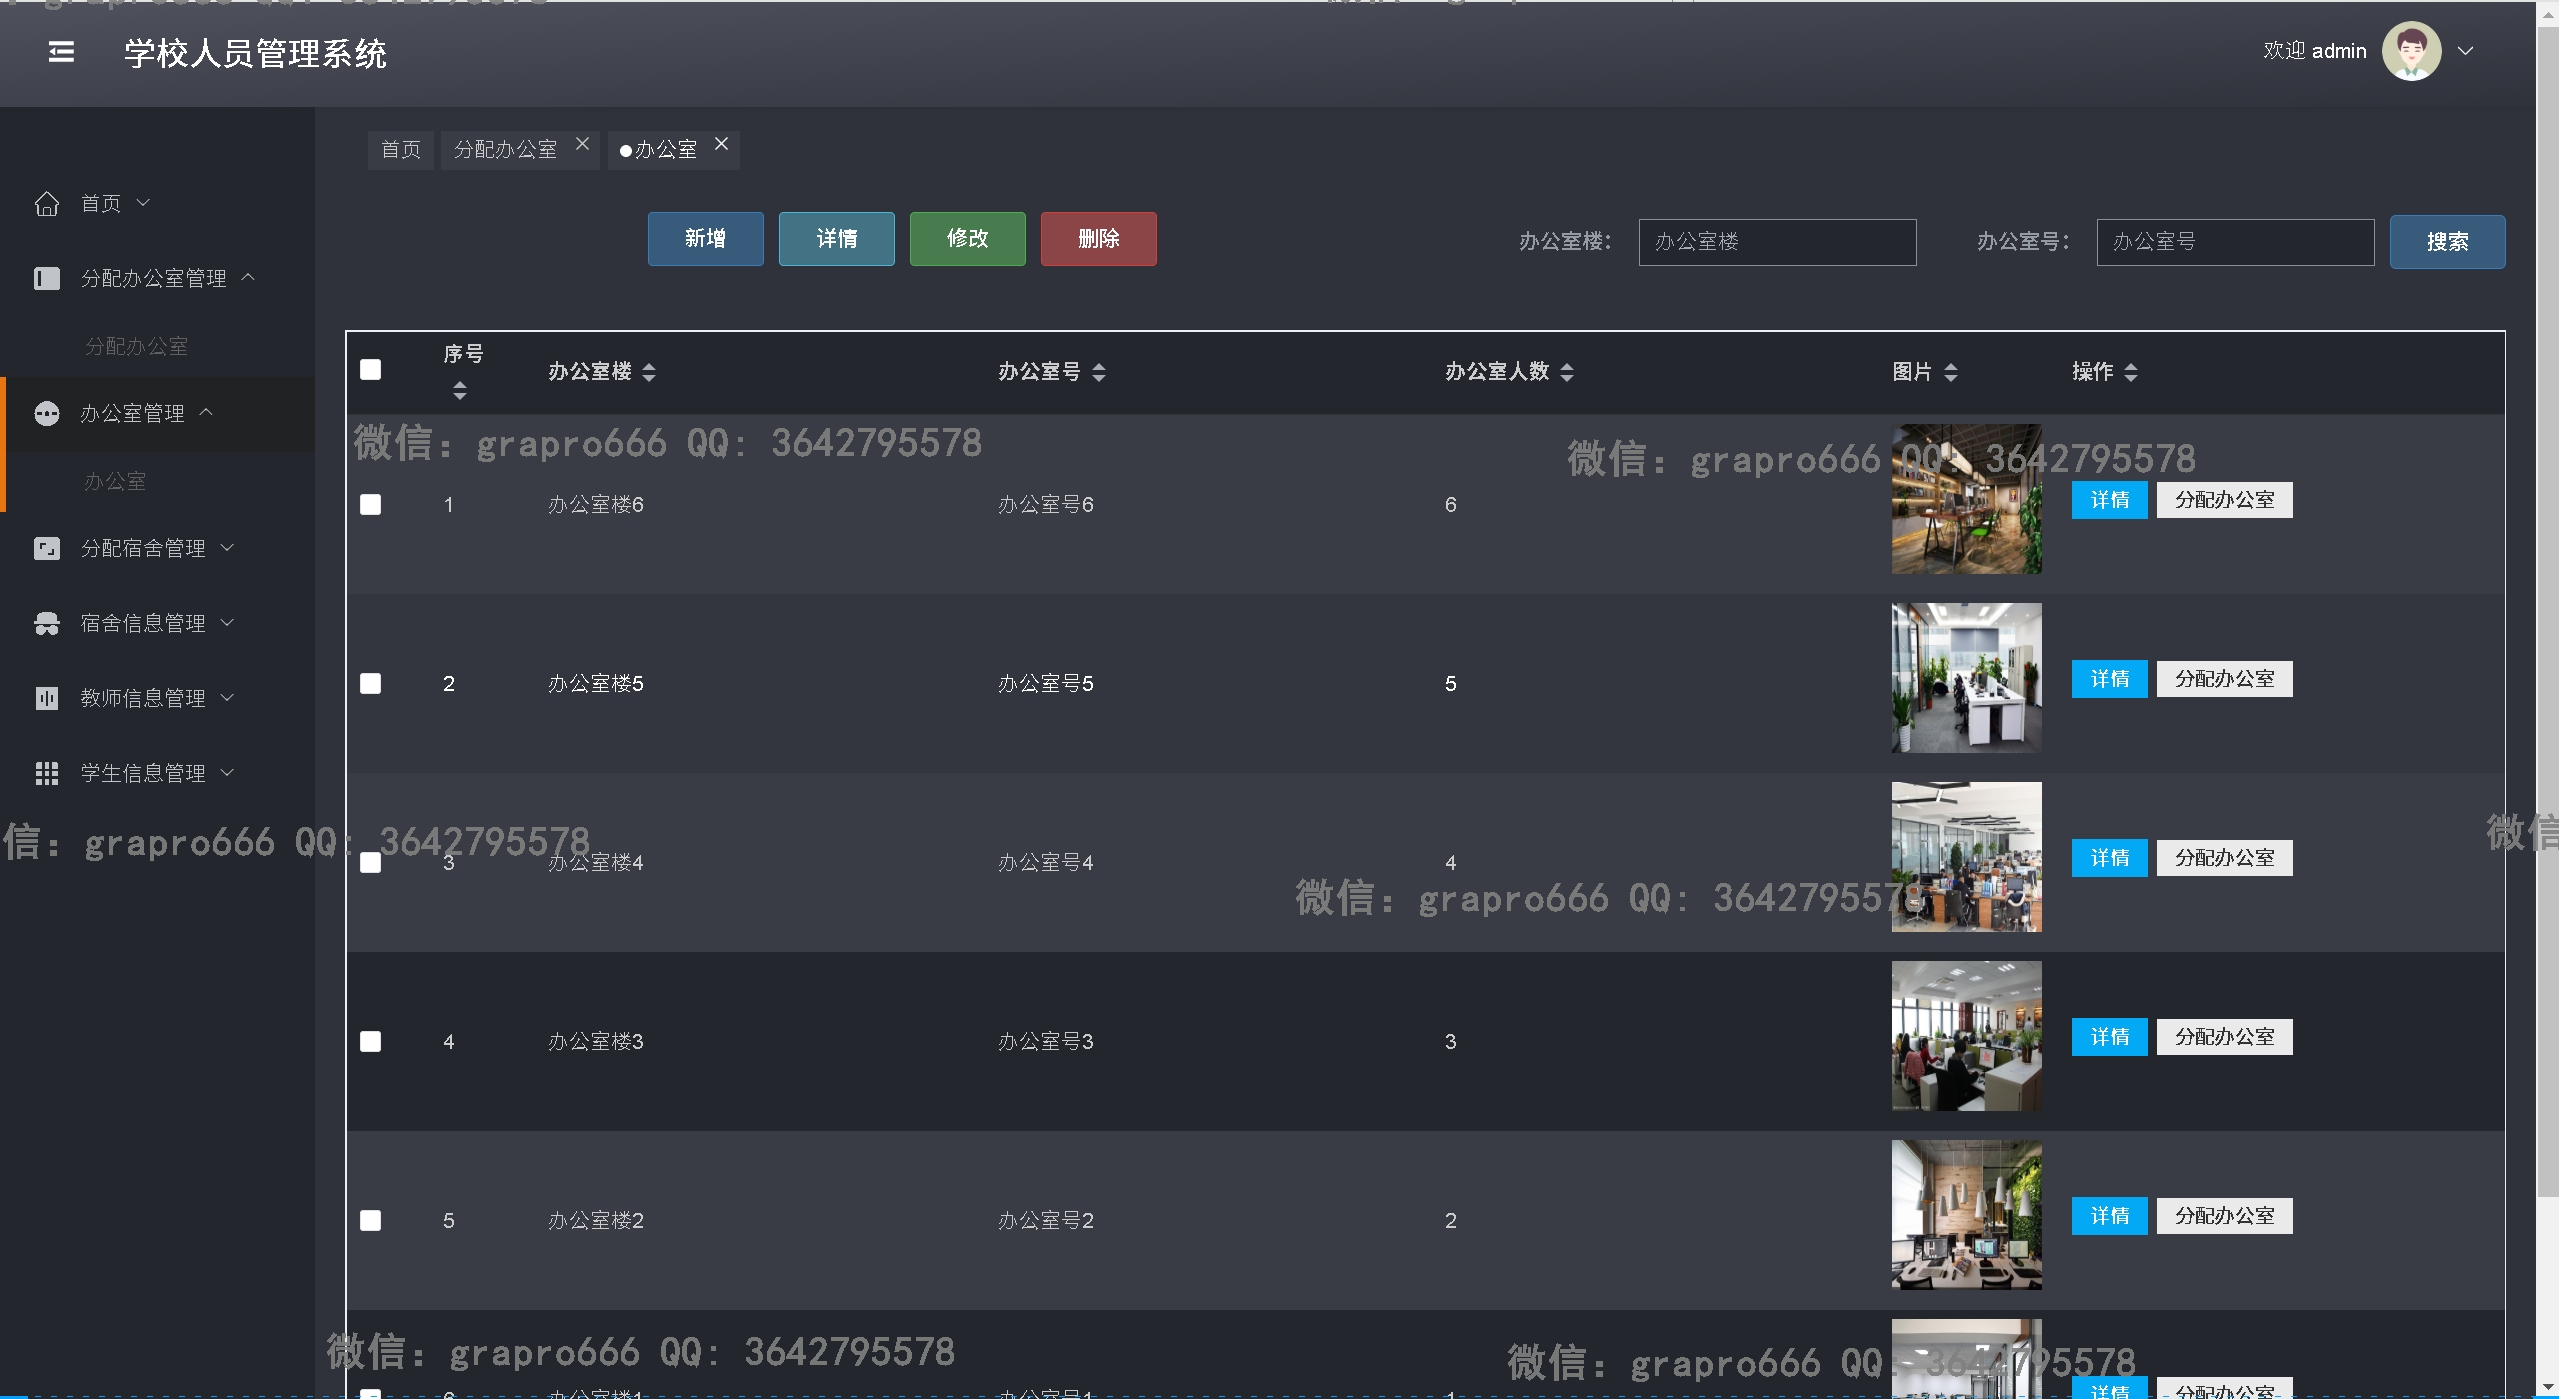 学校人员管理系统
欢迎 admin
首页 分配办公室 办公室
首页
分配办公室管理
分配办公室
办公室管理
办公室
分配宿舍管理
宿舍信息管理
教师信息管理
学生信息管理
新增 详情 修改 删除
办公室楼: 办公室楼 办公室号: 办公室号 搜索
序号 办公室楼 办公室号 办公室人数 图片 操作
微信: grapro666 QQ: 3642795578
微信: grapro666 QQ: 3642795578
1 办公室楼6 办公室号6 6 详情 分配办公室
2 办公室楼5 办公室号5 5 详情 分配办公室
信: grapro666 QQ: 3642795578
微信
3 办公室楼4 办公室号4 4 详情 分配办公室
微信: grapro666 QQ: 3642795578
4 办公室楼3 办公室号3 3 详情 分配办公室
5 办公室楼2 办公室号2 2 详情 分配办公室
微信: grapro666 QQ: 3642795578
微信: grapro666 QQ: 3642795578
6 办公室楼1 办公室号1 1 详情 分配办公室